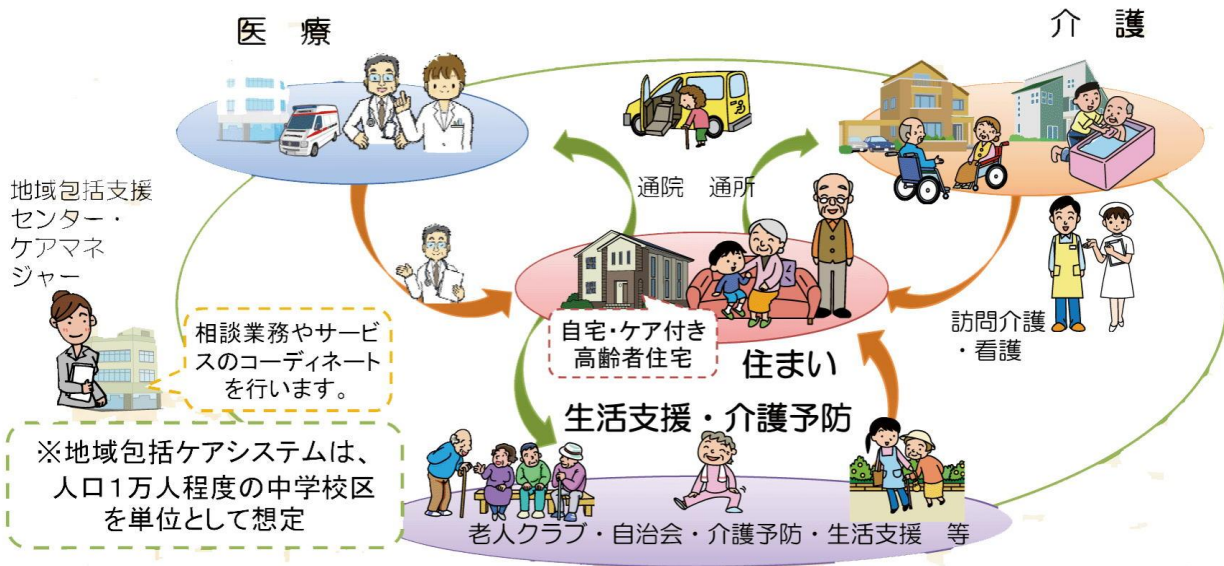 医 療
介 護
通院 通所
地域包括支援
センター・
ケアマネ
ジャー
相談業務やサービ
スのコーディネート
を行います。
自宅・ケア付き
高齢者住宅
住まい
訪問介護
・看護
生活支援・介護予防
※地域包括ケアシステムは、
人口1万人程度の中学校区
を単位として想定
老人クラブ・自治会・介護予防・生活支援 等